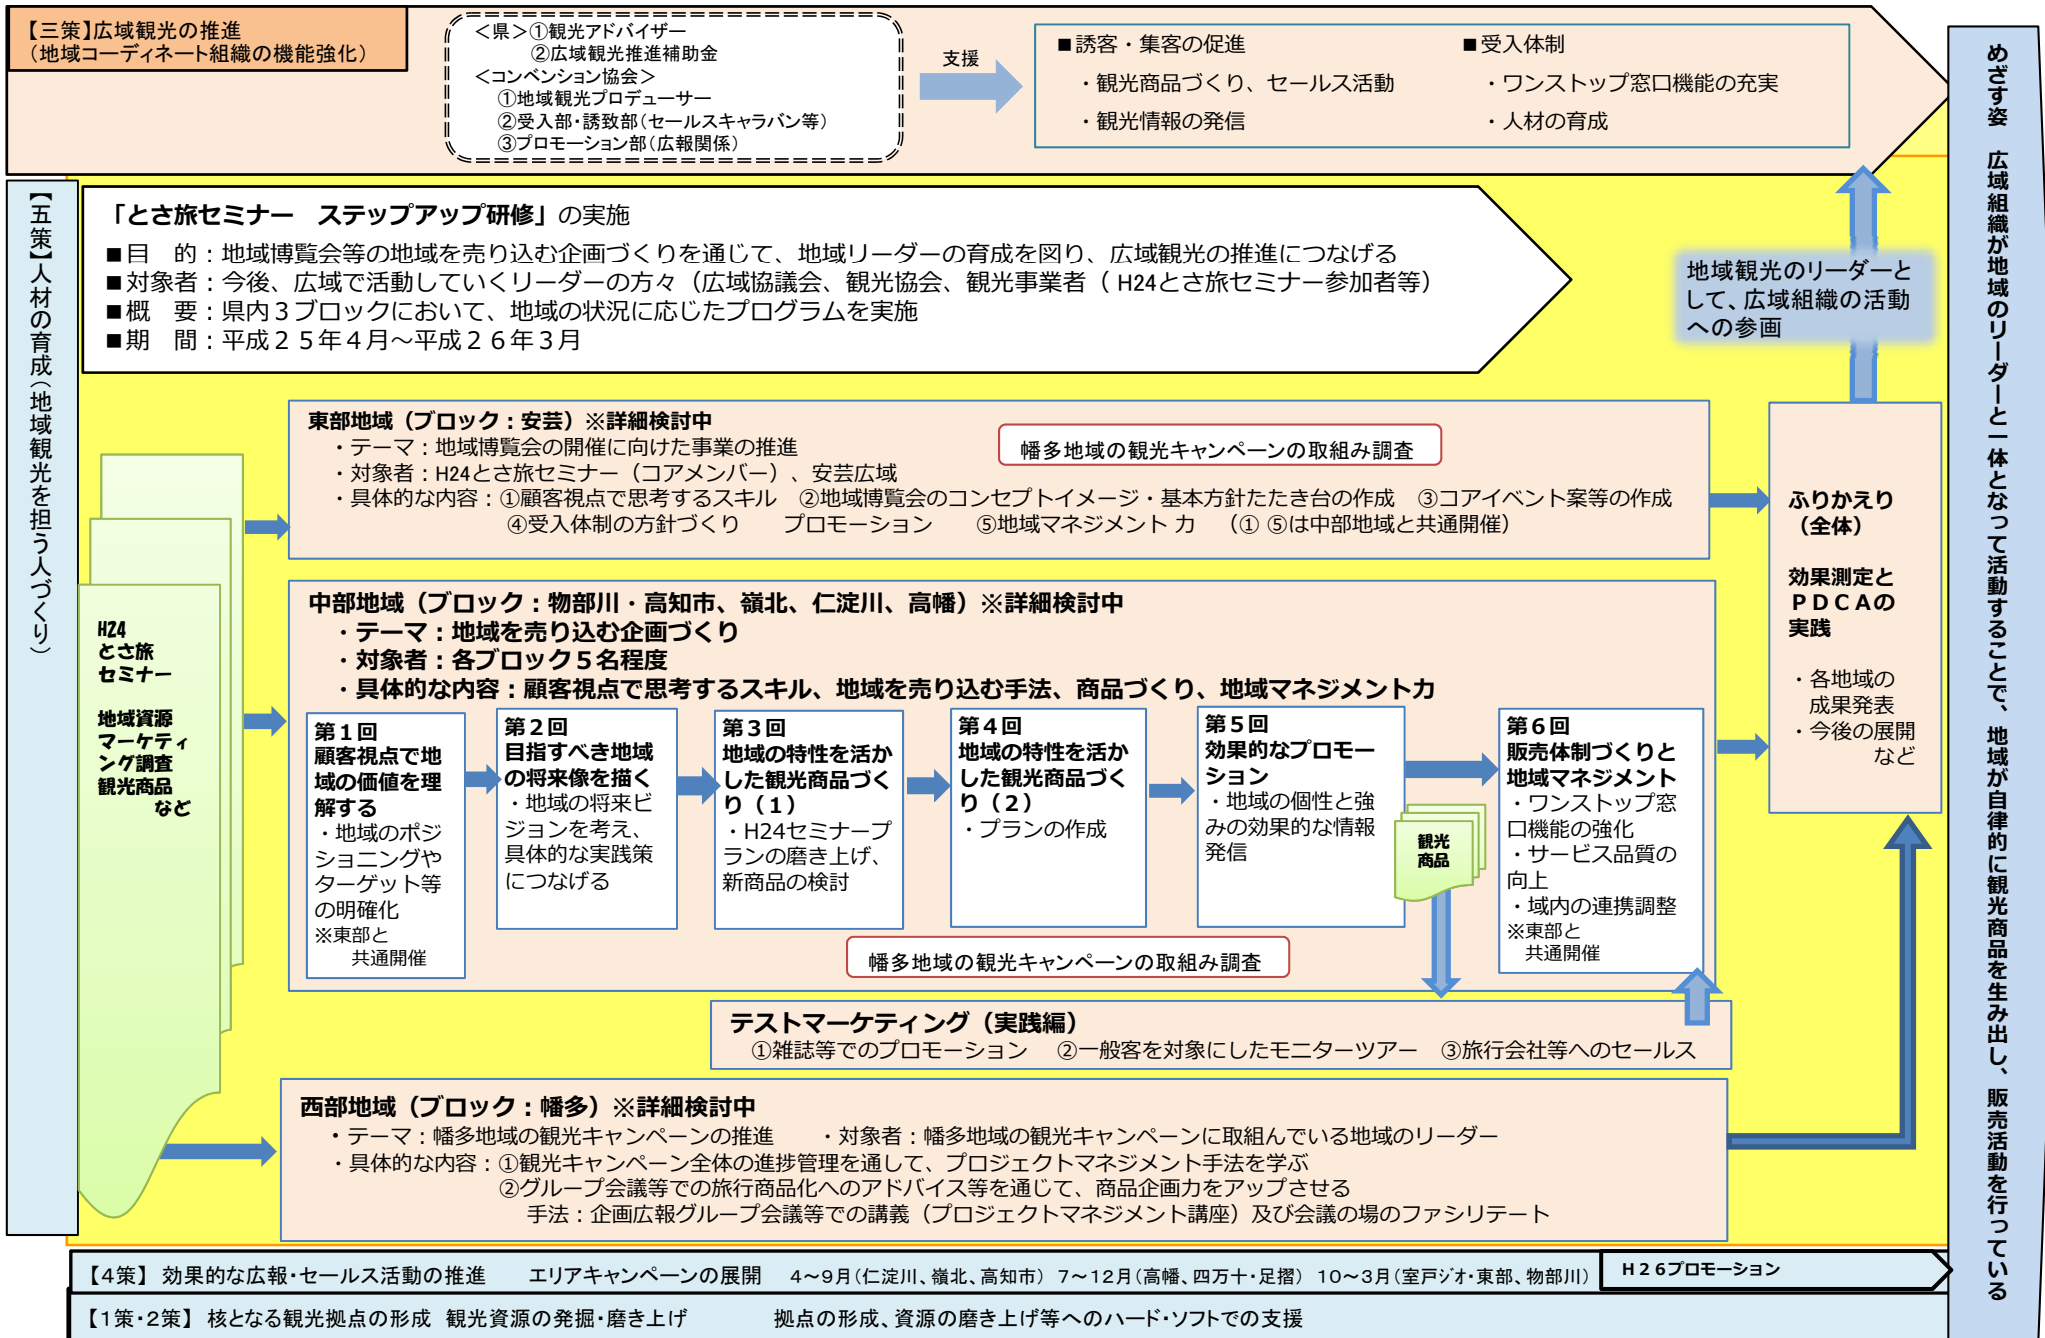 【三策】広域観光の推進
（地域コーディネート組織の機能強化）
＜県＞①観光アドバイザー
②広域観光推進補助金
＜コンベンション協会＞
①地域観光プロデューサー
②受入部・誘致部（セールスキャラバン等）
③プロモーション部（広報関係）
支援
■誘客・集客の促進
・観光商品づくり、セールス活動
・観光情報の発信
■受入体制
・ワンストップ窓口機能の充実
・人材の育成
めざす姿　広域組織が地域のリーダーと一体となって活動することで、地域が自律的に観光商品を生み出し、販売活動を行っている
【五策】人材の育成（地域観光を担う人づくり）
「とさ旅セミナー　ステップアップ研修」の実施
■目　的：地域博覧会等の地域を売り込む企画づくりを通じて、地域リーダーの育成を図り、広域観光の推進につなげる
■対象者：今後、広域で活動していくリーダーの方々（広域協議会、観光協会、観光事業者（ H24とさ旅セミナー参加者等）
■概　要：県内３ブロックにおいて、地域の状況に応じたプログラムを実施
■期　間：平成２５年４月～平成２６年３月
地域観光のリーダーと
して、広域組織の活動
への参画
H24
とさ旅
セミナー
地域資源
マーケティ
ング調査
観光商品
など
東部地域（ブロック：安芸）※詳細検討中
・テーマ：地域博覧会の開催に向けた事業の推進
・対象者：H24とさ旅セミナー（コアメンバー）、安芸広域
・具体的な内容：①顧客視点で思考するスキル　②地域博覧会のコンセプトイメージ・基本方針たたき台の作成　③コアイベント案等の作成
④受入体制の方針づくり　　プロモーション　　⑤地域マネジメント 力　（① ⑤は中部地域と共通開催）
幡多地域の観光キャンペーンの取組み調査
中部地域（ブロック：物部川・高知市、嶺北、仁淀川、高幡）※詳細検討中
・テーマ：地域を売り込む企画づくり
・対象者：各ブロック５名程度
・具体的な内容：顧客視点で思考するスキル、地域を売り込む手法、商品づくり、地域マネジメント力
第１回
顧客視点で地
域の価値を理
解する
・地域のポジ
ショニングや
ターゲット等
の明確化
※東部と
共通開催
第２回
目指すべき地域
の将来像を描く
・地域の将来ビ
ジョンを考え、
具体的な実践策
につなげる
第３回
地域の特性を活か
した観光商品づく
り（１）
・H24セミナープ
ランの磨き上げ、
新商品の検討
第４回
地域の特性を活か
した観光商品づく
り（２）
・プランの作成
第５回
効果的なプロモー
ション
・地域の個性と強
みの効果的な情報
発信
観光
商品
第６回
販売体制づくりと
地域マネジメント
・ワンストップ窓
口機能の強化
・サービス品質の
向上
・域内の連携調整
※東部と
共通開催
幡多地域の観光キャンペーンの取組み調査
テストマーケティング（実践編）
①雑誌等でのプロモーション　②一般客を対象にしたモニターツアー　③旅行会社等へのセールス
西部地域（ブロック：幡多）※詳細検討中
・テーマ：幡多地域の観光キャンペーンの推進　　・対象者：幡多地域の観光キャンペーンに取組んでいる地域のリーダー
・具体的な内容：①観光キャンペーン全体の進捗管理を通して、プロジェクトマネジメント手法を学ぶ
②グループ会議等での旅行商品化へのアドバイス等を通じて、商品企画力をアップさせる
手法：企画広報グループ会議等での講義（プロジェクトマネジメント講座）及び会議の場のファシリテート
ふりかえり
（全体）
効果測定と
ＰＤＣＡの
実践
・各地域の
成果発表
・今後の展開
など
【4策】 効果的な広報・セールス活動の推進　　エリアキャンペーンの展開　４～９月（仁淀川、嶺北、高知市） ７～１２月（高幡、四万十・足摺） １０～３月（室戸ジオ・東部、物部川）
Ｈ２６プロモーション
【１策・２策】 核となる観光拠点の形成　観光資源の発掘・磨き上げ　　　　拠点の形成、資源の磨き上げ等へのハード・ソフトでの支援